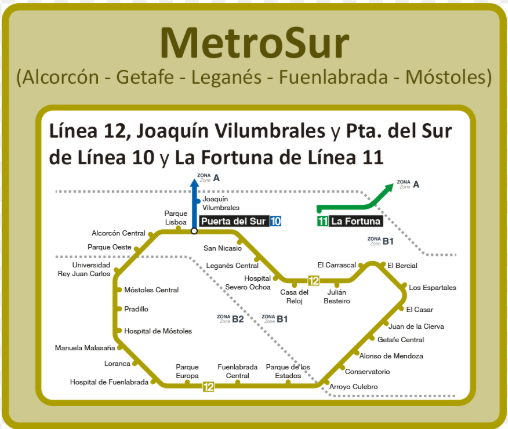 MetroSur
(Alcorcón - Getafe - Leganés - Fuenlabrada - Móstoles)
Línea 12, Joaquín Vilumbrales y Pta. del Sur
de Línea 10 y La Fortuna de Línea 11
ZONA
Zone A
ZONA
Zone A
Joaquín
Vilumbrales
Parque
Lisboa
Puerta del Sur 10
11 La Fortuna
Alcorcón Central
ZONA
Zone B1
Parque Oeste
San Nicasio
Universidad
Rey Juan Carlos
Leganés Central
El Carrascal
El Bercial
Hospital
Severo Ochoa
12
Móstoles Central
Casa del
Reloj
Julián
Besteiro
Los Espartales
Pradillo
El Casar
ZONA
Zone B2
ZONA
Zone B1
Hospital de Móstoles
Juan de la Cierva
Getafe Central
Manuela Malasaña
Alonso de Mendoza
Loranca
Parque
Europa
Fuenlabrada
Central
Parque de los
Estados
Conservatorio
Hospital de Fuenlabrada
12
Arroyo Culebro